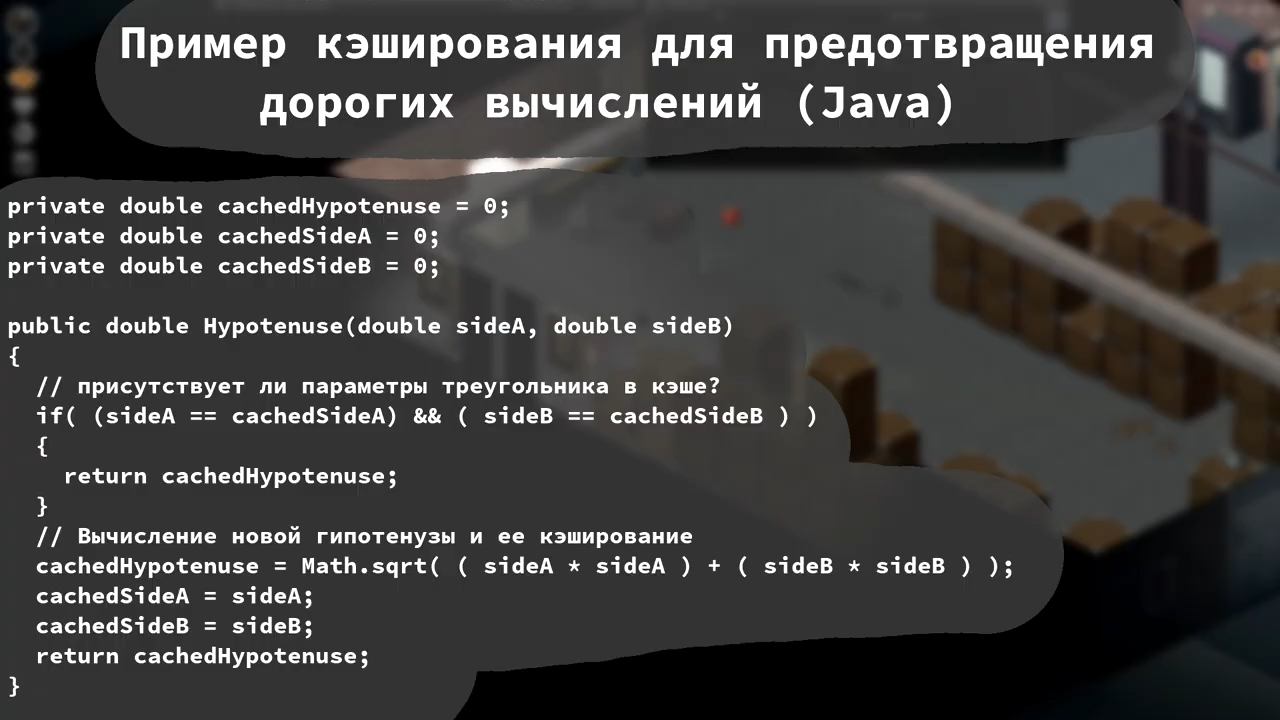 Пример кэширования для предотвращения
дорогих вычислений (Java)
private double cachedHypotenuse = 0;
private double cachedSideA = 0;
private double cachedSideB = 0;
public double Hypotenuse(double sideA, double sideB)
{
// присутствует ли параметры треугольника в кэше?
if( (sideA == cachedSideA) && ( sideB == cachedSideB ) )
{
return cachedHypotenuse;
}
// Вычисление новой гипотенузы и ее кэширование
cachedHypotenuse = Math.sqrt( ( sideA * sideA ) + ( sideB * sideB ) );
cachedSideA = sideA;
cachedSideB = sideB;
return cachedHypotenuse;
}